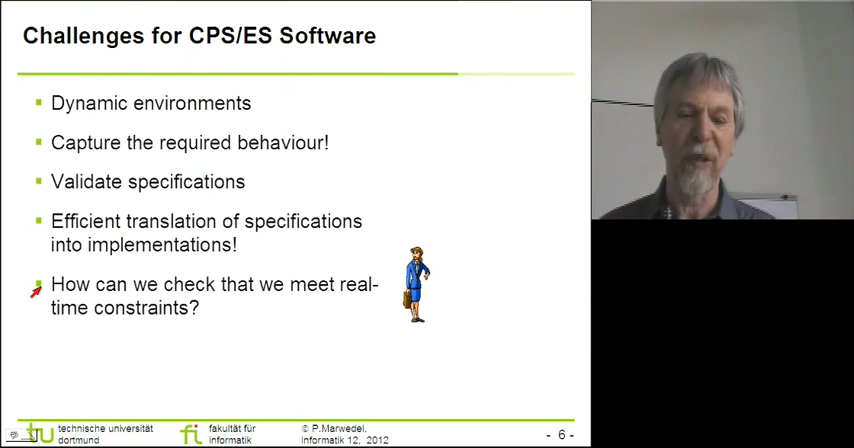 Challenges for CPS/ES Software
Dynamic environments
Capture the required behaviour!
Validate specifications
Efficient translation of specifications
into implementations!
How can we check that we meet real-
time constraints?
tu
technische universität
dortmund
fi
fakultät für
informatik
© P.Marwedel,
Informatik 12, 2012
- 6 -